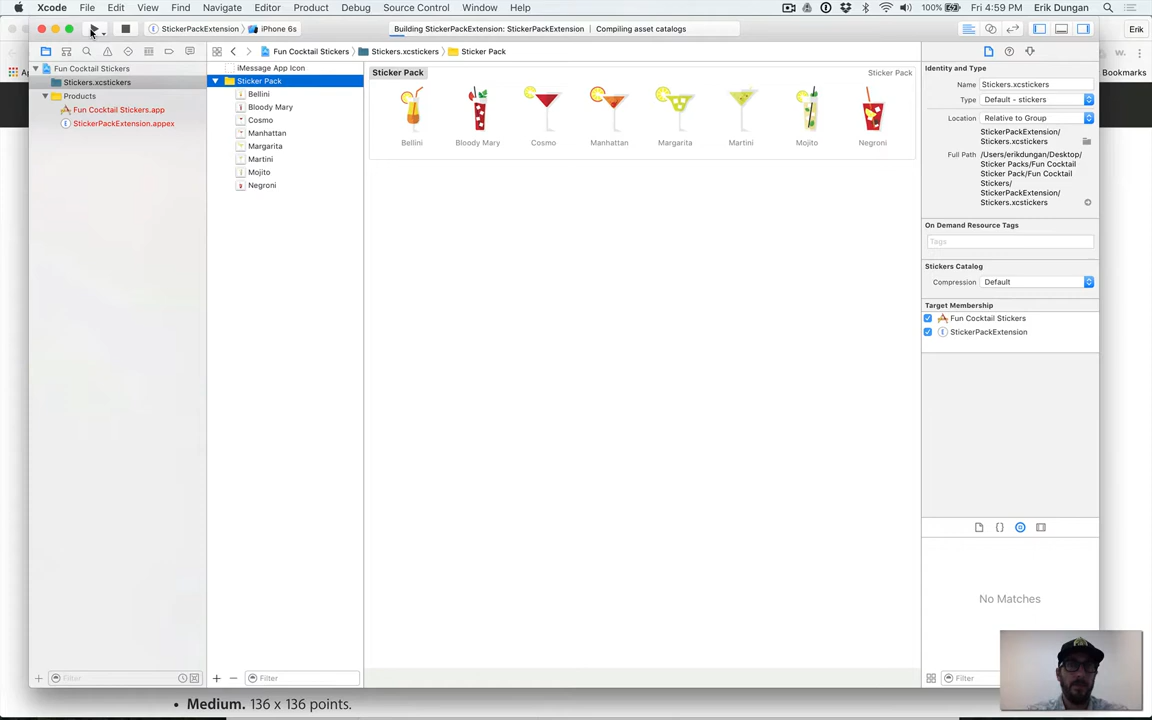 Xcode File Edit View Find Navigate Editor Product Debug Source Control Window Help 100% Fri 4:59 PM Erik Dungan
StickerPackExtension iPhone 6s Building StickerPackExtension: StickerPackExtension Compiling asset catalogs
Erik
Fun Cocktail Stickers Stickers.xcstickers Sticker Pack
Bookmarks
Fun Cocktail Stickers
Stickers.xcstickers
Products
Fun Cocktail Stickers.app
StickerPackExtension.appex
Filter
iMessage App Icon
Sticker Pack
Bellini
Bloody Mary
Cosmo
Manhattan
Margarita
Martini
Mojito
Negroni
Filter
Sticker Pack Sticker Pack
Bellini Bloody Mary Cosmo Manhattan Margarita Martini Mojito Negroni
Identity and Type
Name Stickers.xcstickers
Type Default - stickers
Location Relative to Group
StickerPackExtension/
Stickers.xcstickers
Full Path /Users/erikdungan/Desktop/
Sticker Packs/Fun Cocktail
Sticker Pack/Fun Cocktail
Stickers/
StickerPackExtension/
Stickers.xcstickers
On Demand Resource Tags
Tags
Stickers Catalog
Compression Default
Target Membership
Fun Cocktail Stickers
StickerPackExtension
No Matches
Filter
• Medium. 136 x 136 points.